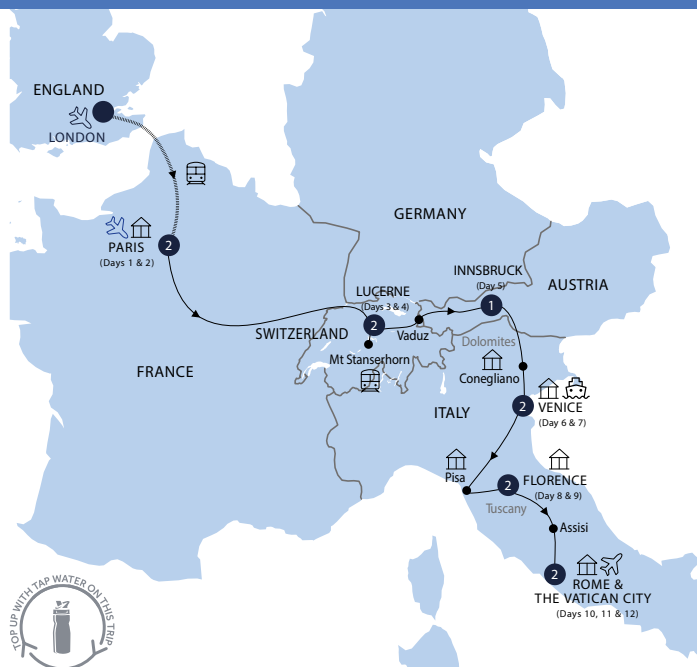 ENGLAND
LONDON
PARIS
2
(Days 1 & 2)
GERMANY
INNSBRUCK
(Day 5)
1
AUSTRIA
LUCERNE
(Days 3 & 4)
2
SWITZERLAND
Vaduz
Mt Stanserhorn
Dolomites
Conegliano
FRANCE
ITALY
2
VENICE
(Day 6 & 7)
Pisa
2
FLORENCE
(Day 8 & 9)
Tuscany
Assisi
2
ROME &
THE VATICAN CITY
(Days 10, 11 & 12)
TOP UP WITH TAP WATER ON THIS TRIP